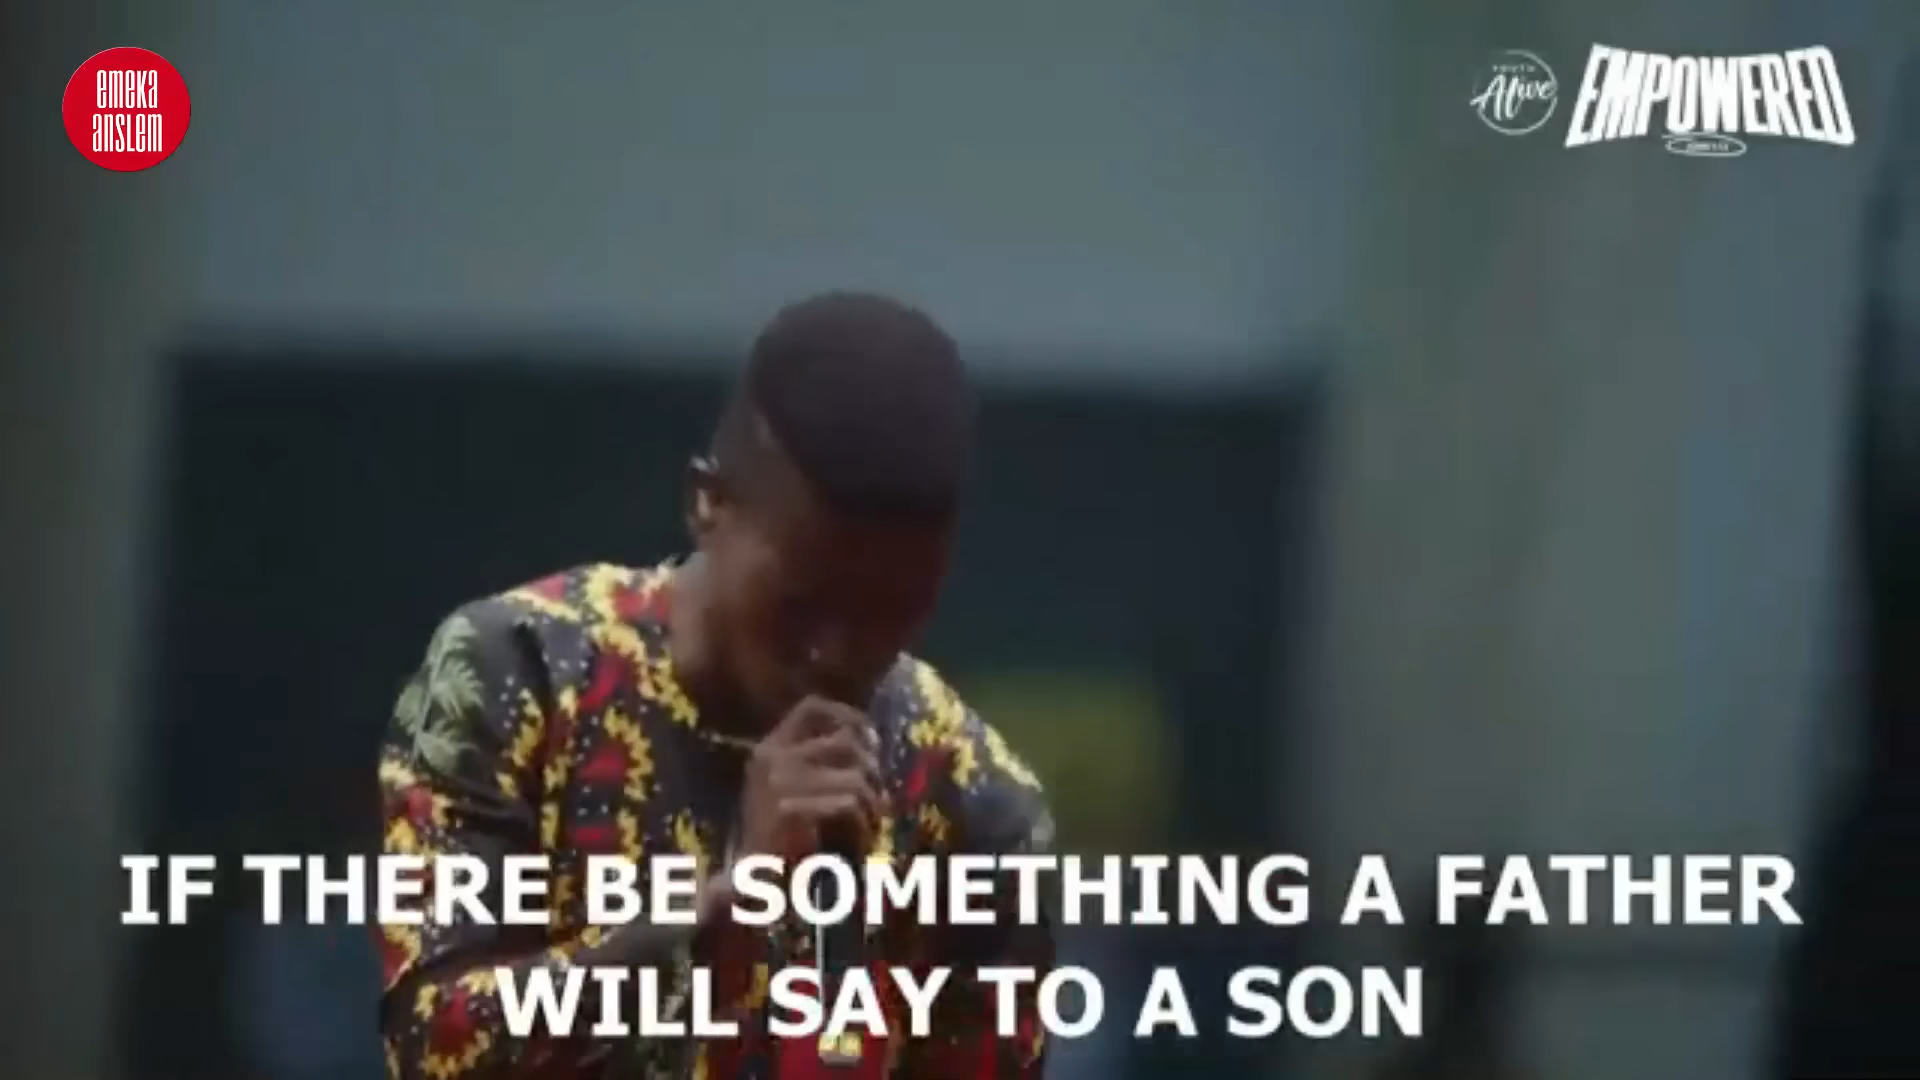 emeka
anslem
Alive
EMPOWERED
IF THERE BE SOMETHING A FATHER
WILL SAY TO A SON